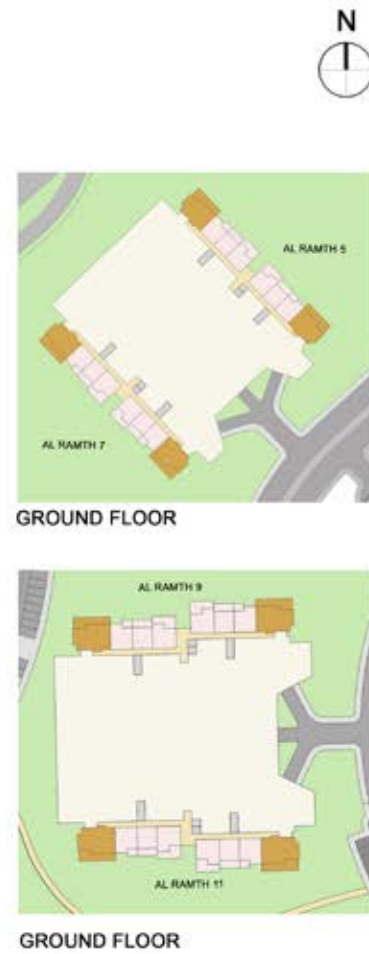 N
AL RAMTH 5
AL RAMTH 7
GROUND FLOOR
AL RAMTH 9
AL RAMTH 11
GROUND FLOOR